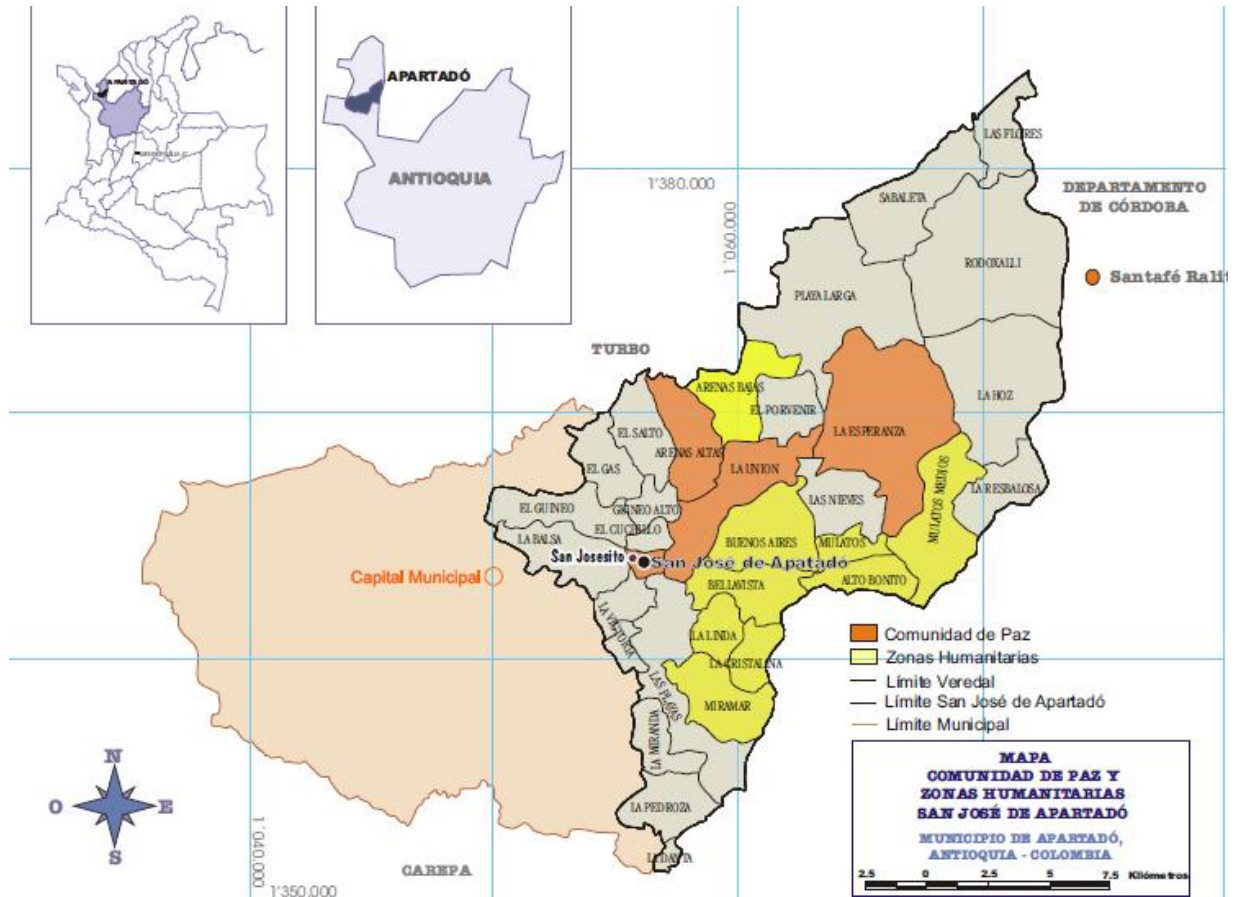 APARTADÓ
APARTADÓ
ANTIOQUIA
1'380.000
1'060.000
LAS FLORES
DEPARTAMENTO
DE CÓRDOBA
SABALETA
RODOXALLI
Santafé Ralit
PLAYA LARGA
TURBO
ARENAS BAJAS
EL PORVENIR
LA HOZ
EL SALTO
LA ESPERANZA
ARENAS ALTAS
EL GAS
LA UNION
MULATOS MEDIOS
LA RESBALOSA
LAS NIEVES
EL GUINEO
GUINEO ALTO
EL CUCHILLO
LA BALSA
BUENOS AIRES
MULATOS
San Josesito
San José de Apatadó
Capital Municipal
BELLAVISTA
ALTO BONITO
LA VICTORIA
LA LINDA
LA CRISTALINA
LAS PLAYAS
MIRAMAR
LA MIRANDA
LA PEDROZA
Comunidad de Paz
Zonas Humanitarias
Límite Veredal
Límite San José de Apartadó
Límite Municipal
N
O
E
S
MAPA
COMUNIDAD DE PAZ Y
ZONAS HUMANITARIAS
SAN JOSÉ DE APARTADÓ
MUNICIPIO DE APARTADÓ,
ANTIOQUIA - COLOMBIA
2.5 0 2.5 5 7.5 Kilómetros
CAREPA
1'040.000
1'350.000